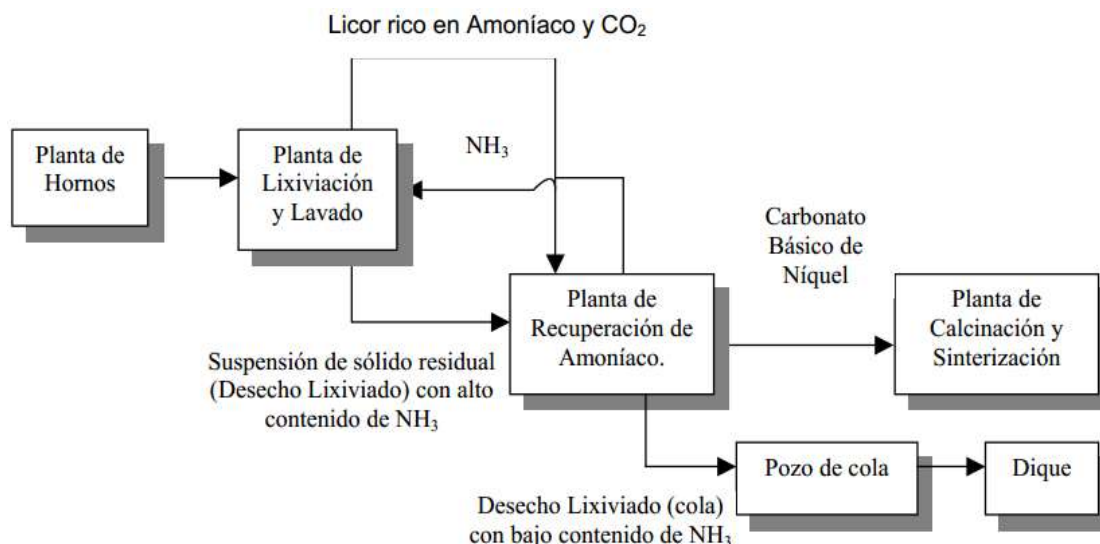 Licor rico en Amoníaco y CO₂
Planta de
Hornos
Planta de
Lixiviación
y Lavado
NH₃
Carbonato
Básico de
Níquel
Planta de
Recuperación de
Amoníaco.
Planta de
Calcinación y
Sinterización
Suspensión de sólido residual
(Desecho Lixiviado) con alto
contenido de NH₃
Pozo de cola
Dique
Desecho Lixiviado (cola)
con bajo contenido de NH₃